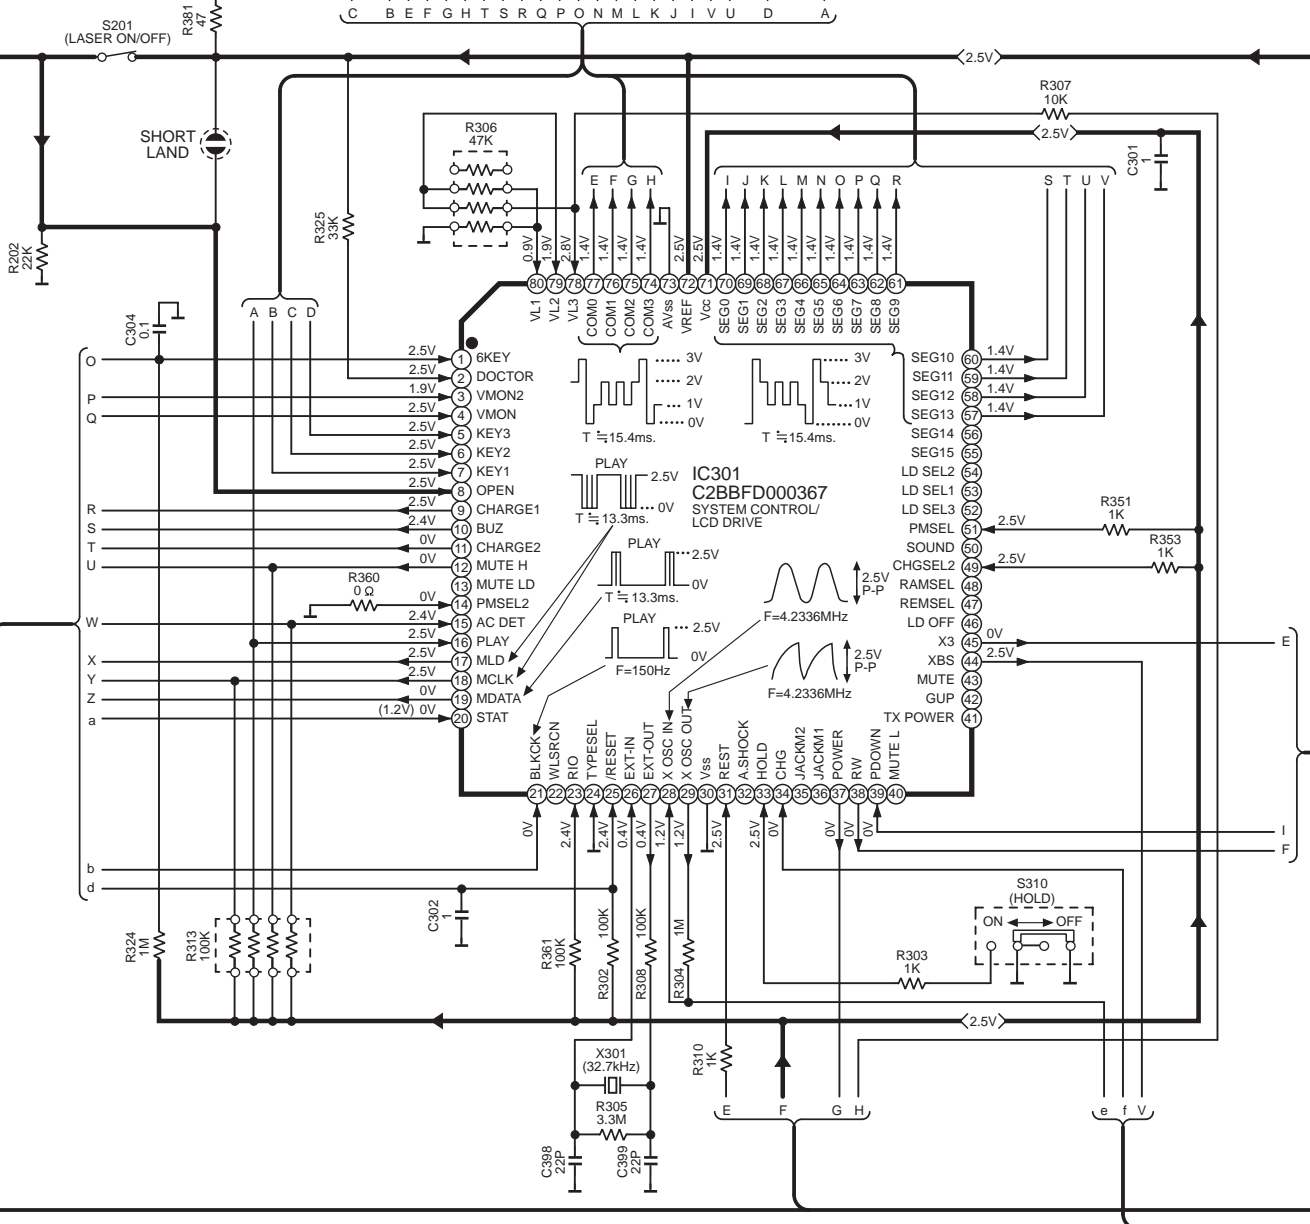 C B E F G H T S R Q P O N M L K J I V U D A
R381
47
S201
(LASER ON/OFF)
2.5V
R307
10K
2.5V
SHORT
LAND
R306
47K
C301
1
E F G H
I J K L M N O P Q R
S T U V
R325
33K
R202
22K
0.9V 1.9V 2.8V 1.4V 1.4V 1.4V 1.4V 2.5V 2.5V 1.4V 1.4V 1.4V 1.4V 1.4V 1.4V 1.4V 1.4V 1.4V 1.4V
80 79 78 77 76 75 74 73 72 71 70 69 68 67 66 65 64 63 62 61
VL1 VL2 VL3 COM0 COM1 COM2 COM3 AVss VREF Vcc SEG0 SEG1 SEG2 SEG3 SEG4 SEG5 SEG6 SEG7 SEG8 SEG9
A B C D
C304
0.1
O 2.5V 1 6KEY
2.5V 2 DOCTOR
P 1.9V 3 VMON2
Q 2.5V 4 VMON
2.5V 5 KEY3
2.5V 6 KEY2
2.5V 7 KEY1
2.5V 8 OPEN
R 2.5V 9 CHARGE1
S 2.4V 10 BUZ
T 0V 11 CHARGE2
U 0V 12 MUTE H
13 MUTE LD
R360
0 Ω
0V 14 PMSEL2
W 2.4V 15 AC DET
2.5V 16 PLAY
X 2.5V 17 MLD
Y 2.5V 18 MCLK
Z 0V 19 MDATA
a (1.2V) 0V 20 STAT
3V
2V
1V
0V
T ≒15.4ms.
3V
2V
1V
0V
T ≒15.4ms.
PLAY
2.5V
0V
T ≒ 13.3ms.
IC301
C2BBFD000367
SYSTEM CONTROL/
LCD DRIVE
PLAY
2.5V
0V
T ≒ 13.3ms.
PLAY
2.5V
0V
F=150Hz
2.5V
P-P
F=4.2336MHz
2.5V
P-P
F=4.2336MHz
SEG10 60 1.4V
SEG11 59 1.4V
SEG12 58 1.4V
SEG13 57 1.4V
SEG14 56
SEG15 55
LD SEL2 54
LD SEL1 53
LD SEL3 52
PMSEL 51 2.5V
R351
1K
SOUND 50
CHGSEL2 49 2.5V
R353
1K
RAMSEL 48
REMSEL 47
LD OFF 46
X3 45 0V E
XBS 44 2.5V
MUTE 43
GUP 42
TX POWER 41
BLKCK WLSRCN RIO TYPESEL /RESET EXT-IN EXT-OUT X OSC IN X OSC OUT Vss REST A.SHOCK HOLD CHG JACKM2 JACKM1 POWER RW PDOWN MUTE L
21 22 23 24 25 26 27 28 29 30 31 32 33 34 35 36 37 38 39 40
0V 2.4V 2.4V 0.4V 0.4V 1.2V 1.2V 2.5V 2.5V 0V 0V 0V 0V
I
F
b
d
C302
1
R324
1M
R313
100K
R361
100K
R302
100K
R308
100K
R304
1M
S310
(HOLD)
ON OFF
R303
1K
2.5V
X301
(32.7kHz)
R310
1K
R305
3.3M
C398
22P
C399
22P
E F G H
e f V